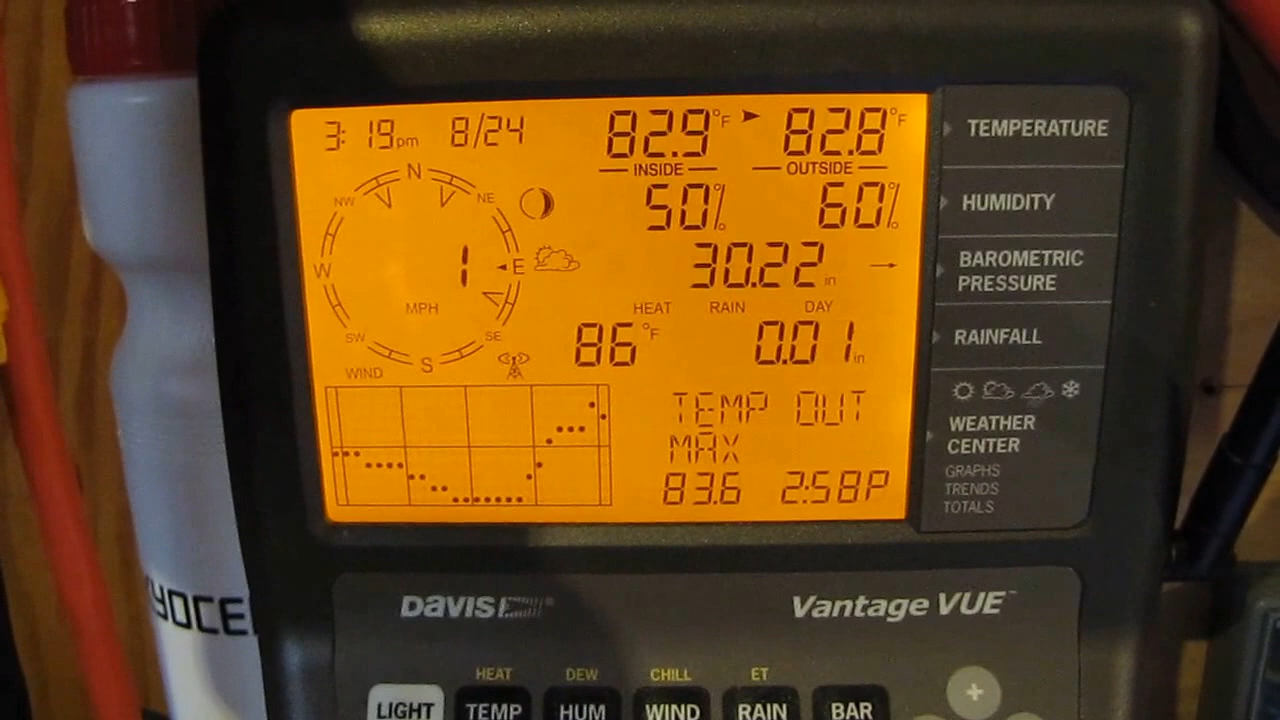 3:19pm 8/24 82.9°F 82.8°F
INSIDE OUTSIDE
50% 60%
30.22 in
HEAT RAIN DAY
86°F 0.01 in
N
NW NE
W 1 E
MPH
SW SE
S
WIND
TEMP OUT
MAX
83.6 2:58P
TEMPERATURE
HUMIDITY
BAROMETRIC
PRESSURE
RAINFALL
WEATHER
CENTER
GRAPHS
TRENDS
TOTALS
YOCE
DAVIS Vantage VUE™
HEAT DEW CHILL ET
LIGHT TEMP HUM WIND RAIN BAR +